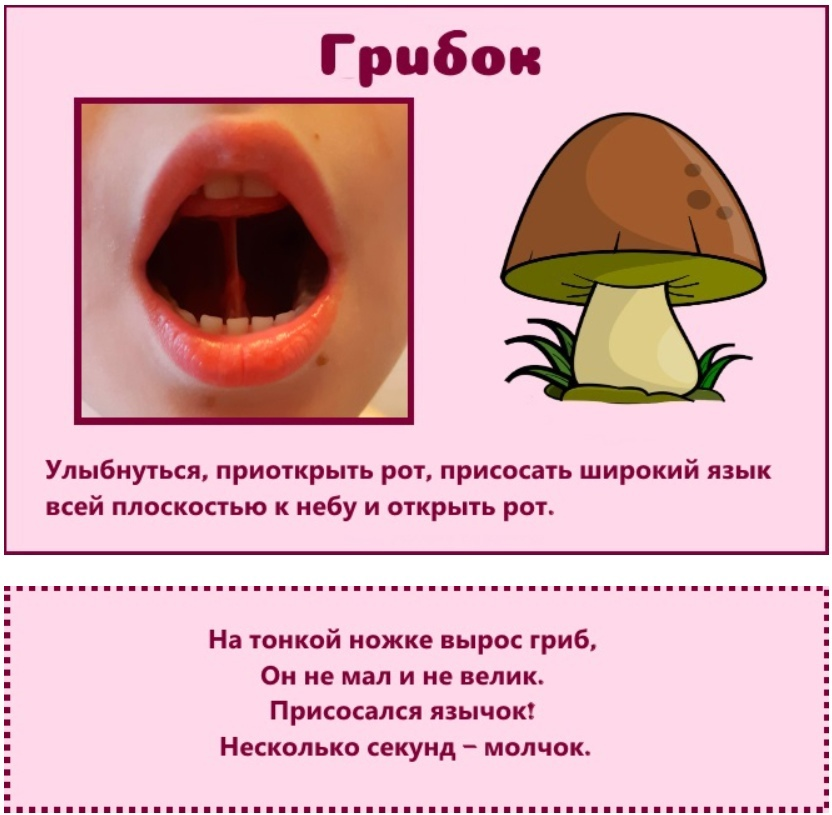 Грибок
Улыбнуться, приоткрыть рот, присосать широкий язык
всей плоскостью к небу и открыть рот.
На тонкой ножке вырос гриб,
Он не мал и не велик.
Присосался язычок!
Несколько секунд – молчок.